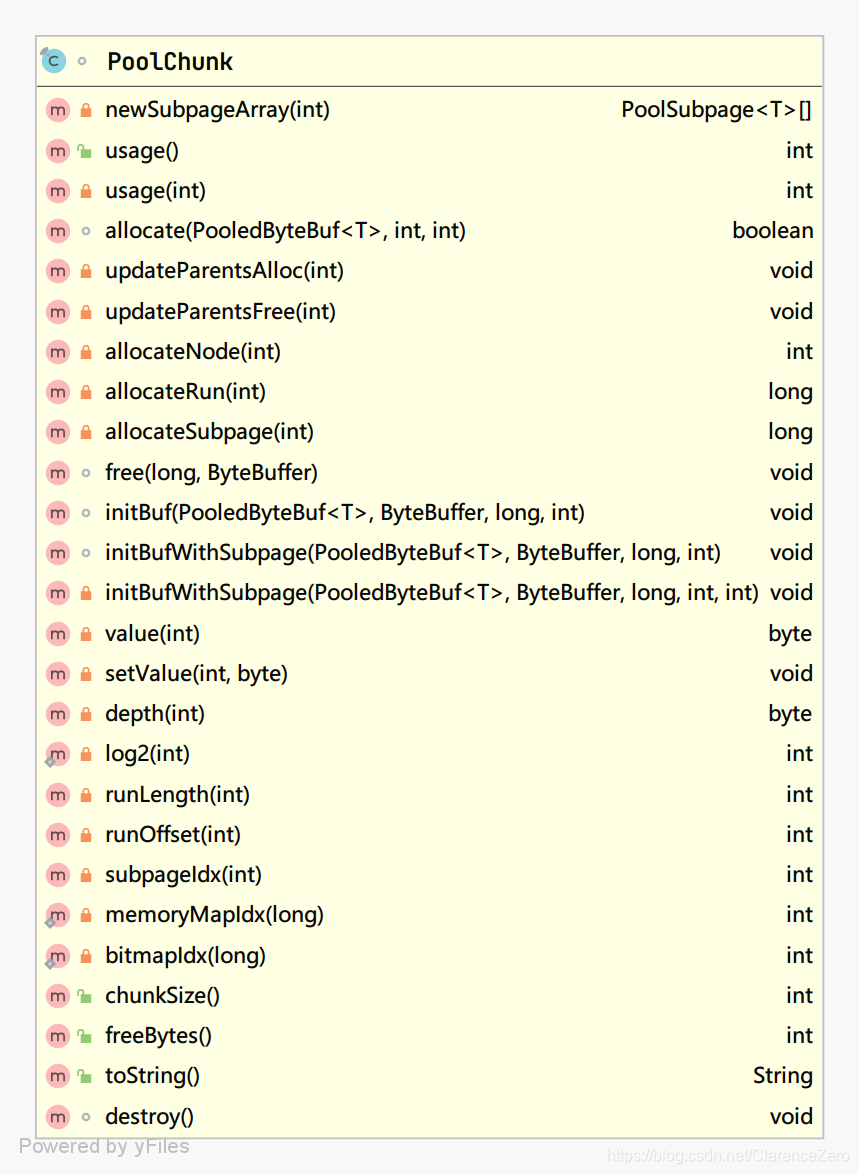 PoolChunk
newSubpageArray(int) PoolSubpage<T>[]
usage() int
usage(int) int
allocate(PooledByteBuf<T>, int, int) boolean
updateParentsAlloc(int) void
updateParentsFree(int) void
allocateNode(int) int
allocateRun(int) long
allocateSubpage(int) long
free(long, ByteBuffer) void
initBuf(PooledByteBuf<T>, ByteBuffer, long, int) void
initBufWithSubpage(PooledByteBuf<T>, ByteBuffer, long, int) void
initBufWithSubpage(PooledByteBuf<T>, ByteBuffer, long, int, int) void
value(int) byte
setValue(int, byte) void
depth(int) byte
log2(int) int
runLength(int) int
runOffset(int) int
subpageIdx(int) int
memoryMapIdx(long) int
bitmapIdx(long) int
chunkSize() int
freeBytes() int
toString() String
destroy() void
Powered by yFiles
https://blog.csdn.net/ClarenceZero